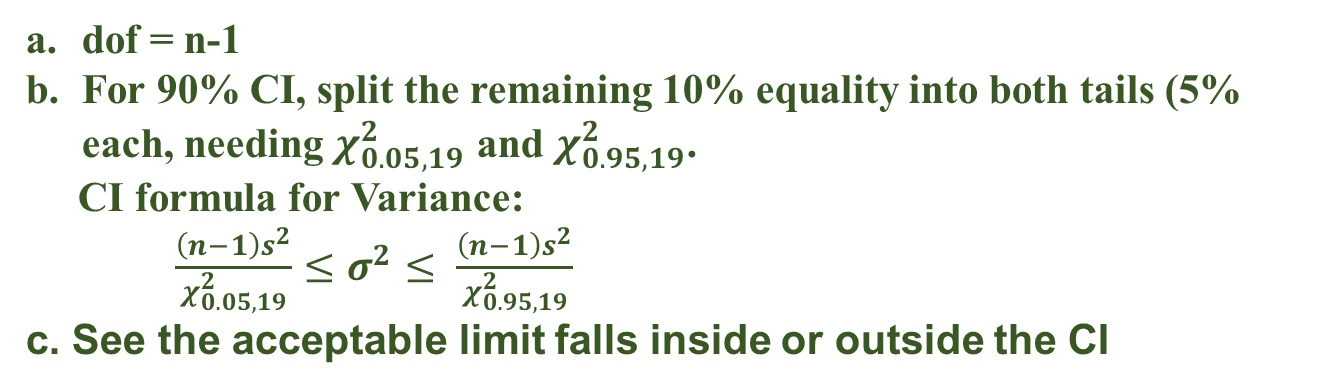 a. dof = n-1
b. For 90% CI, split the remaining 10% equality into both tails (5%
each, needing χ²₀.₀₅,₁₉ and χ²₀.₉₅,₁₉.
CI formula for Variance:
(n−1)s²/χ²₀.₀₅,₁₉ ≤ σ² ≤ (n−1)s²/χ²₀.₉₅,₁₉
c. See the acceptable limit falls inside or outside the CI